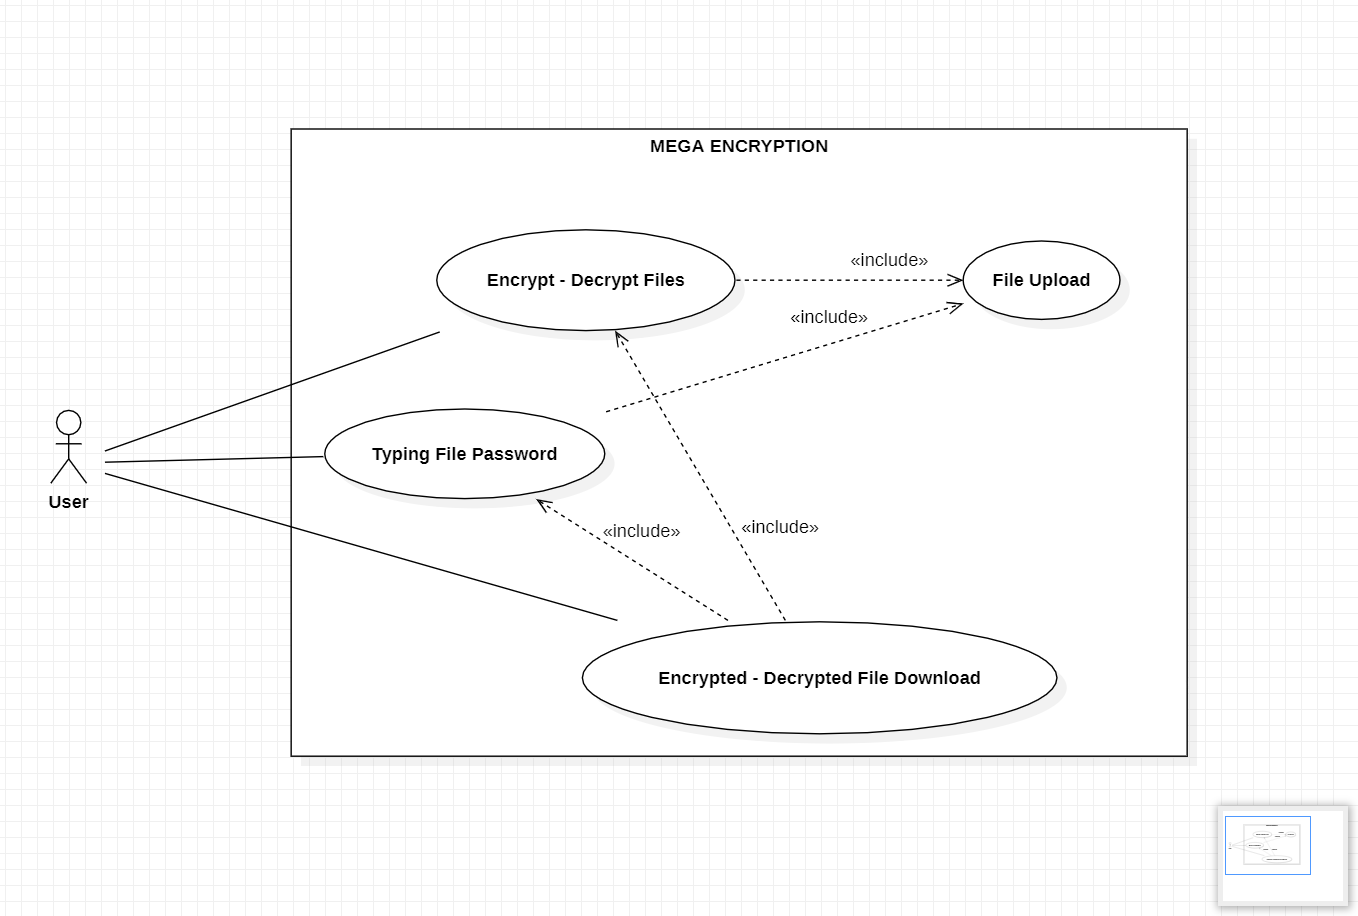 MEGA ENCRYPTION
Encrypt - Decrypt Files
«include»
File Upload
«include»
Typing File Password
User
«include»
«include»
Encrypted - Decrypted File Download